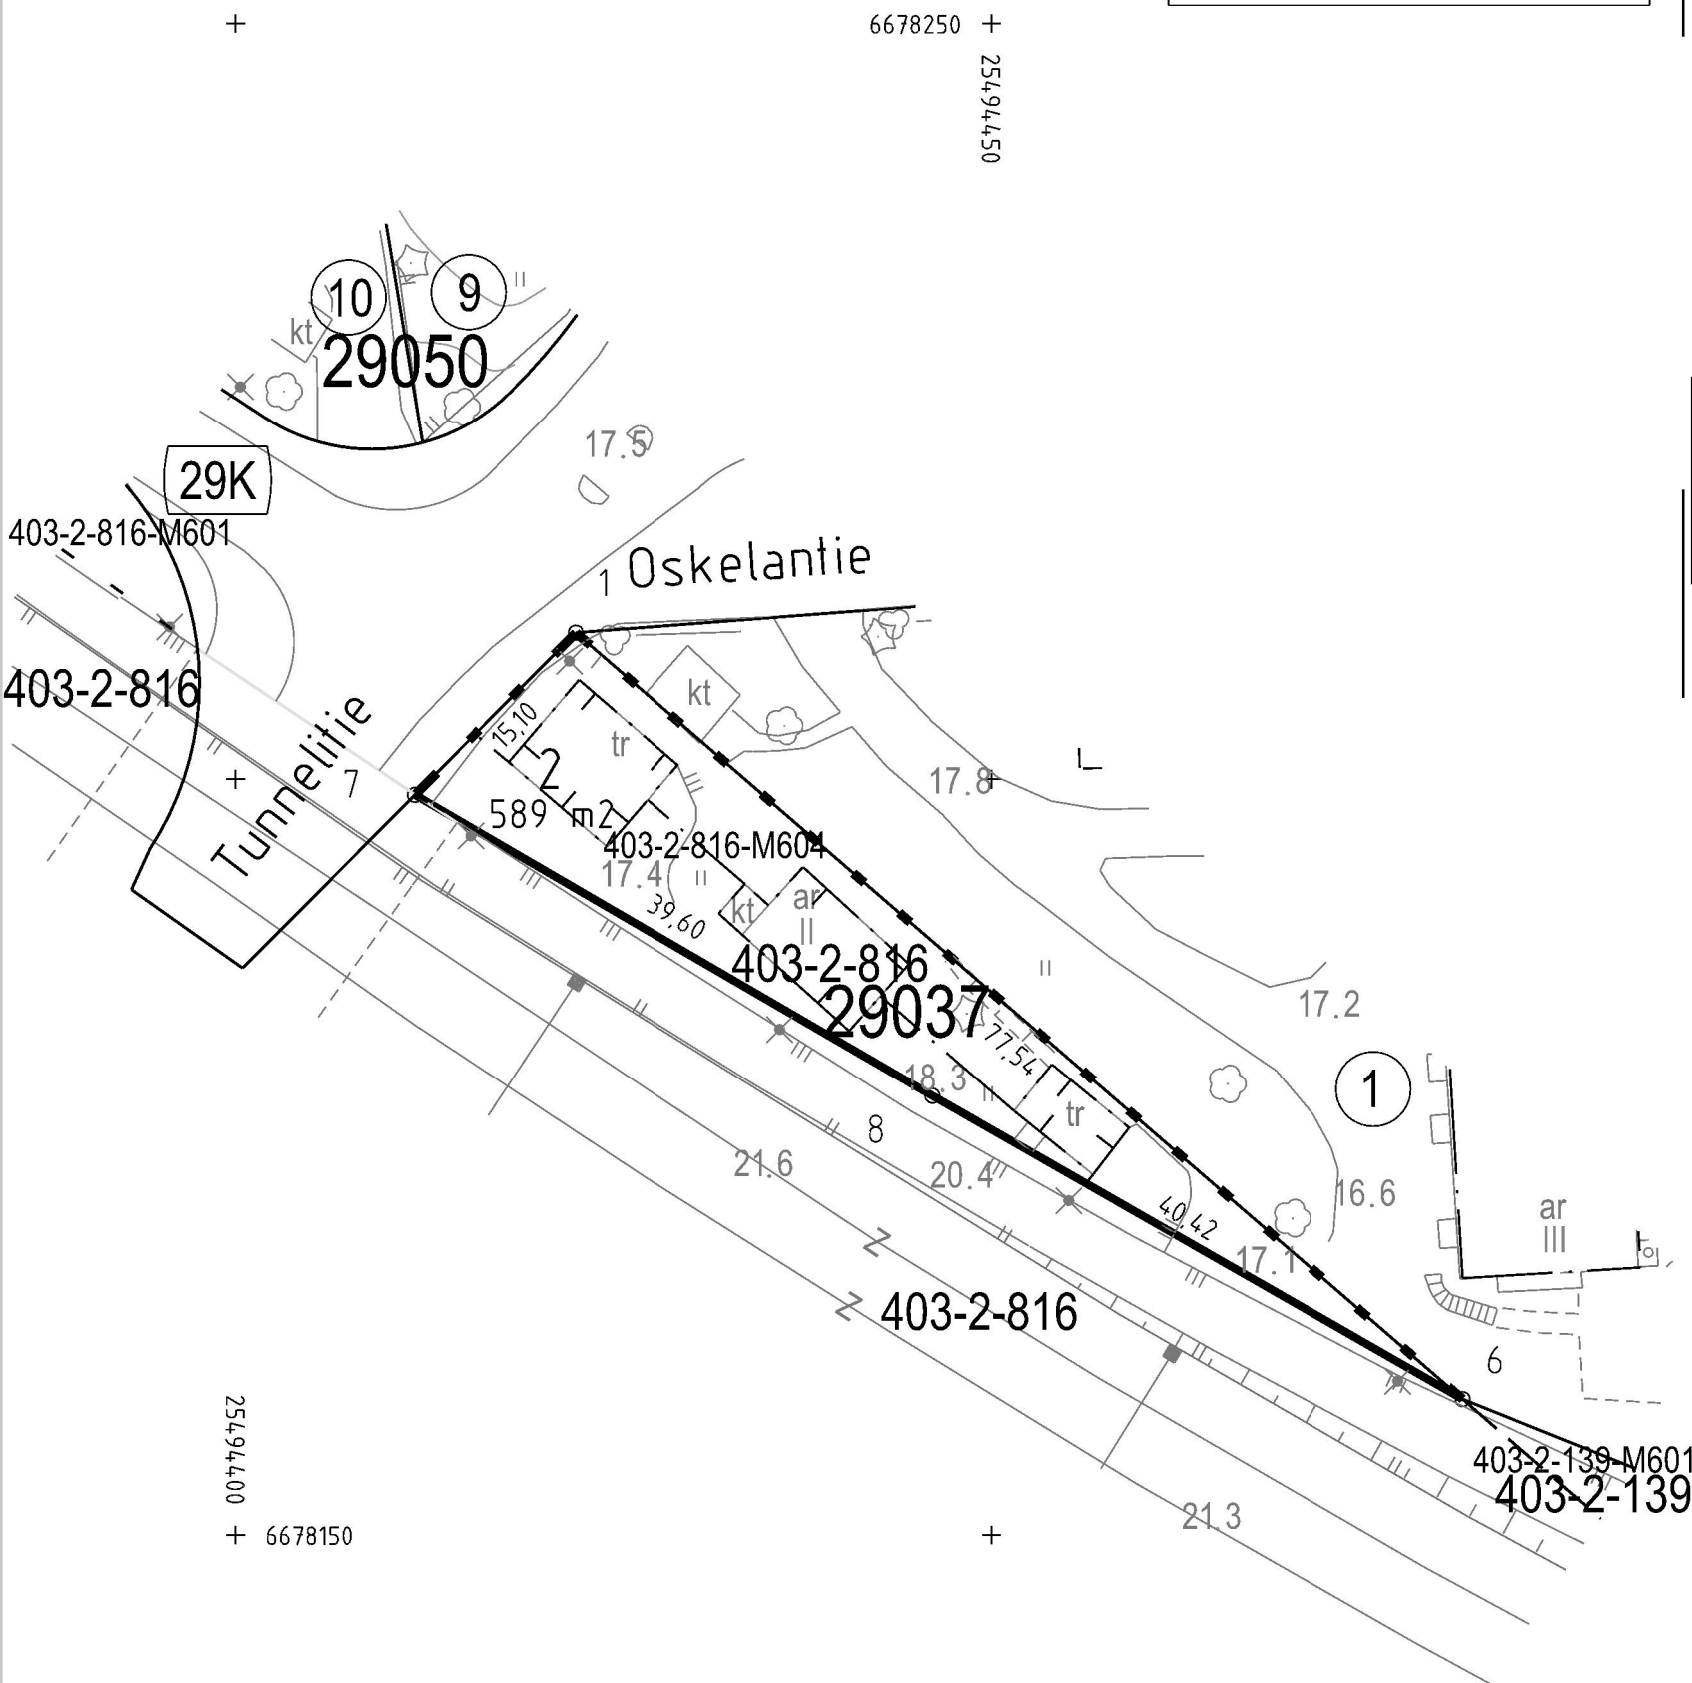 6678250
25494450
10
9
kt
29050
17.5
29K
403-2-816-M601
1
Oskelantie
403-2-816
kt
15,10
tr
Tunnelitie
2
7
17.8
589 m2
403-2-816-M604
17.4
ar
39,60
kt
II
403-2-816
29037
17.2
77,54
18.3
1
8
tr
21.6
20.4
16.6
40,42
ar
III
17.1
403-2-816
6
25494400
403-2-139-M601
403-2-139
21.3
6678150